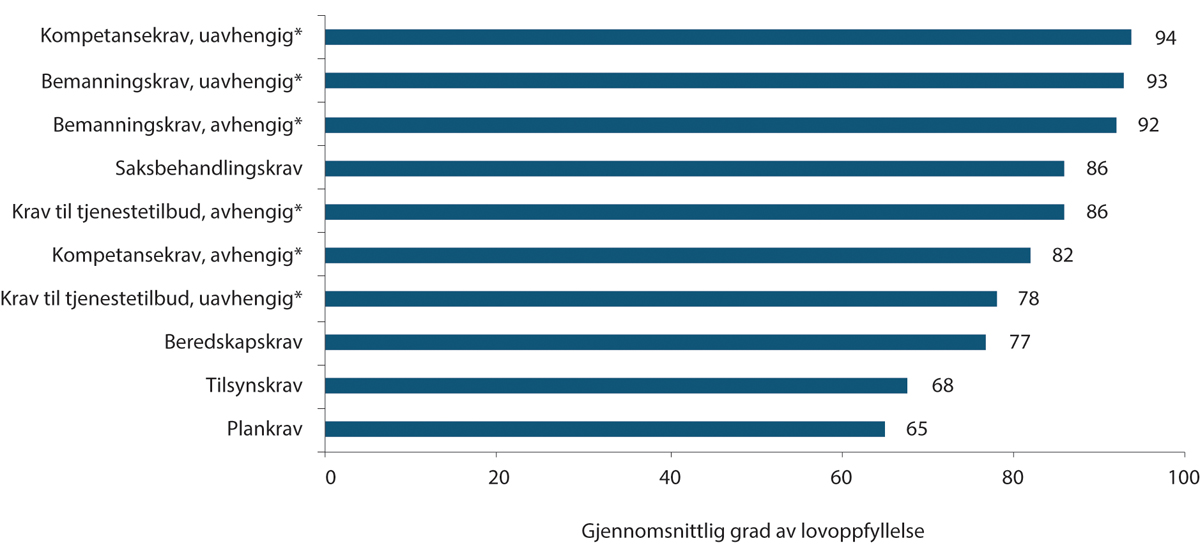 Kompetansekrav, uavhengig* 94
Bemanningskrav, uavhengig* 93
Bemanningskrav, avhengig* 92
Saksbehandlingskrav 86
Krav til tjenestetilbud, avhengig* 86
Kompetansekrav, avhengig* 82
Krav til tjenestetilbud, uavhengig* 78
Beredskapskrav 77
Tilsynskrav 68
Plankrav 65
0 20 40 60 80 100
Gjennomsnittlig grad av lovoppfyllelse